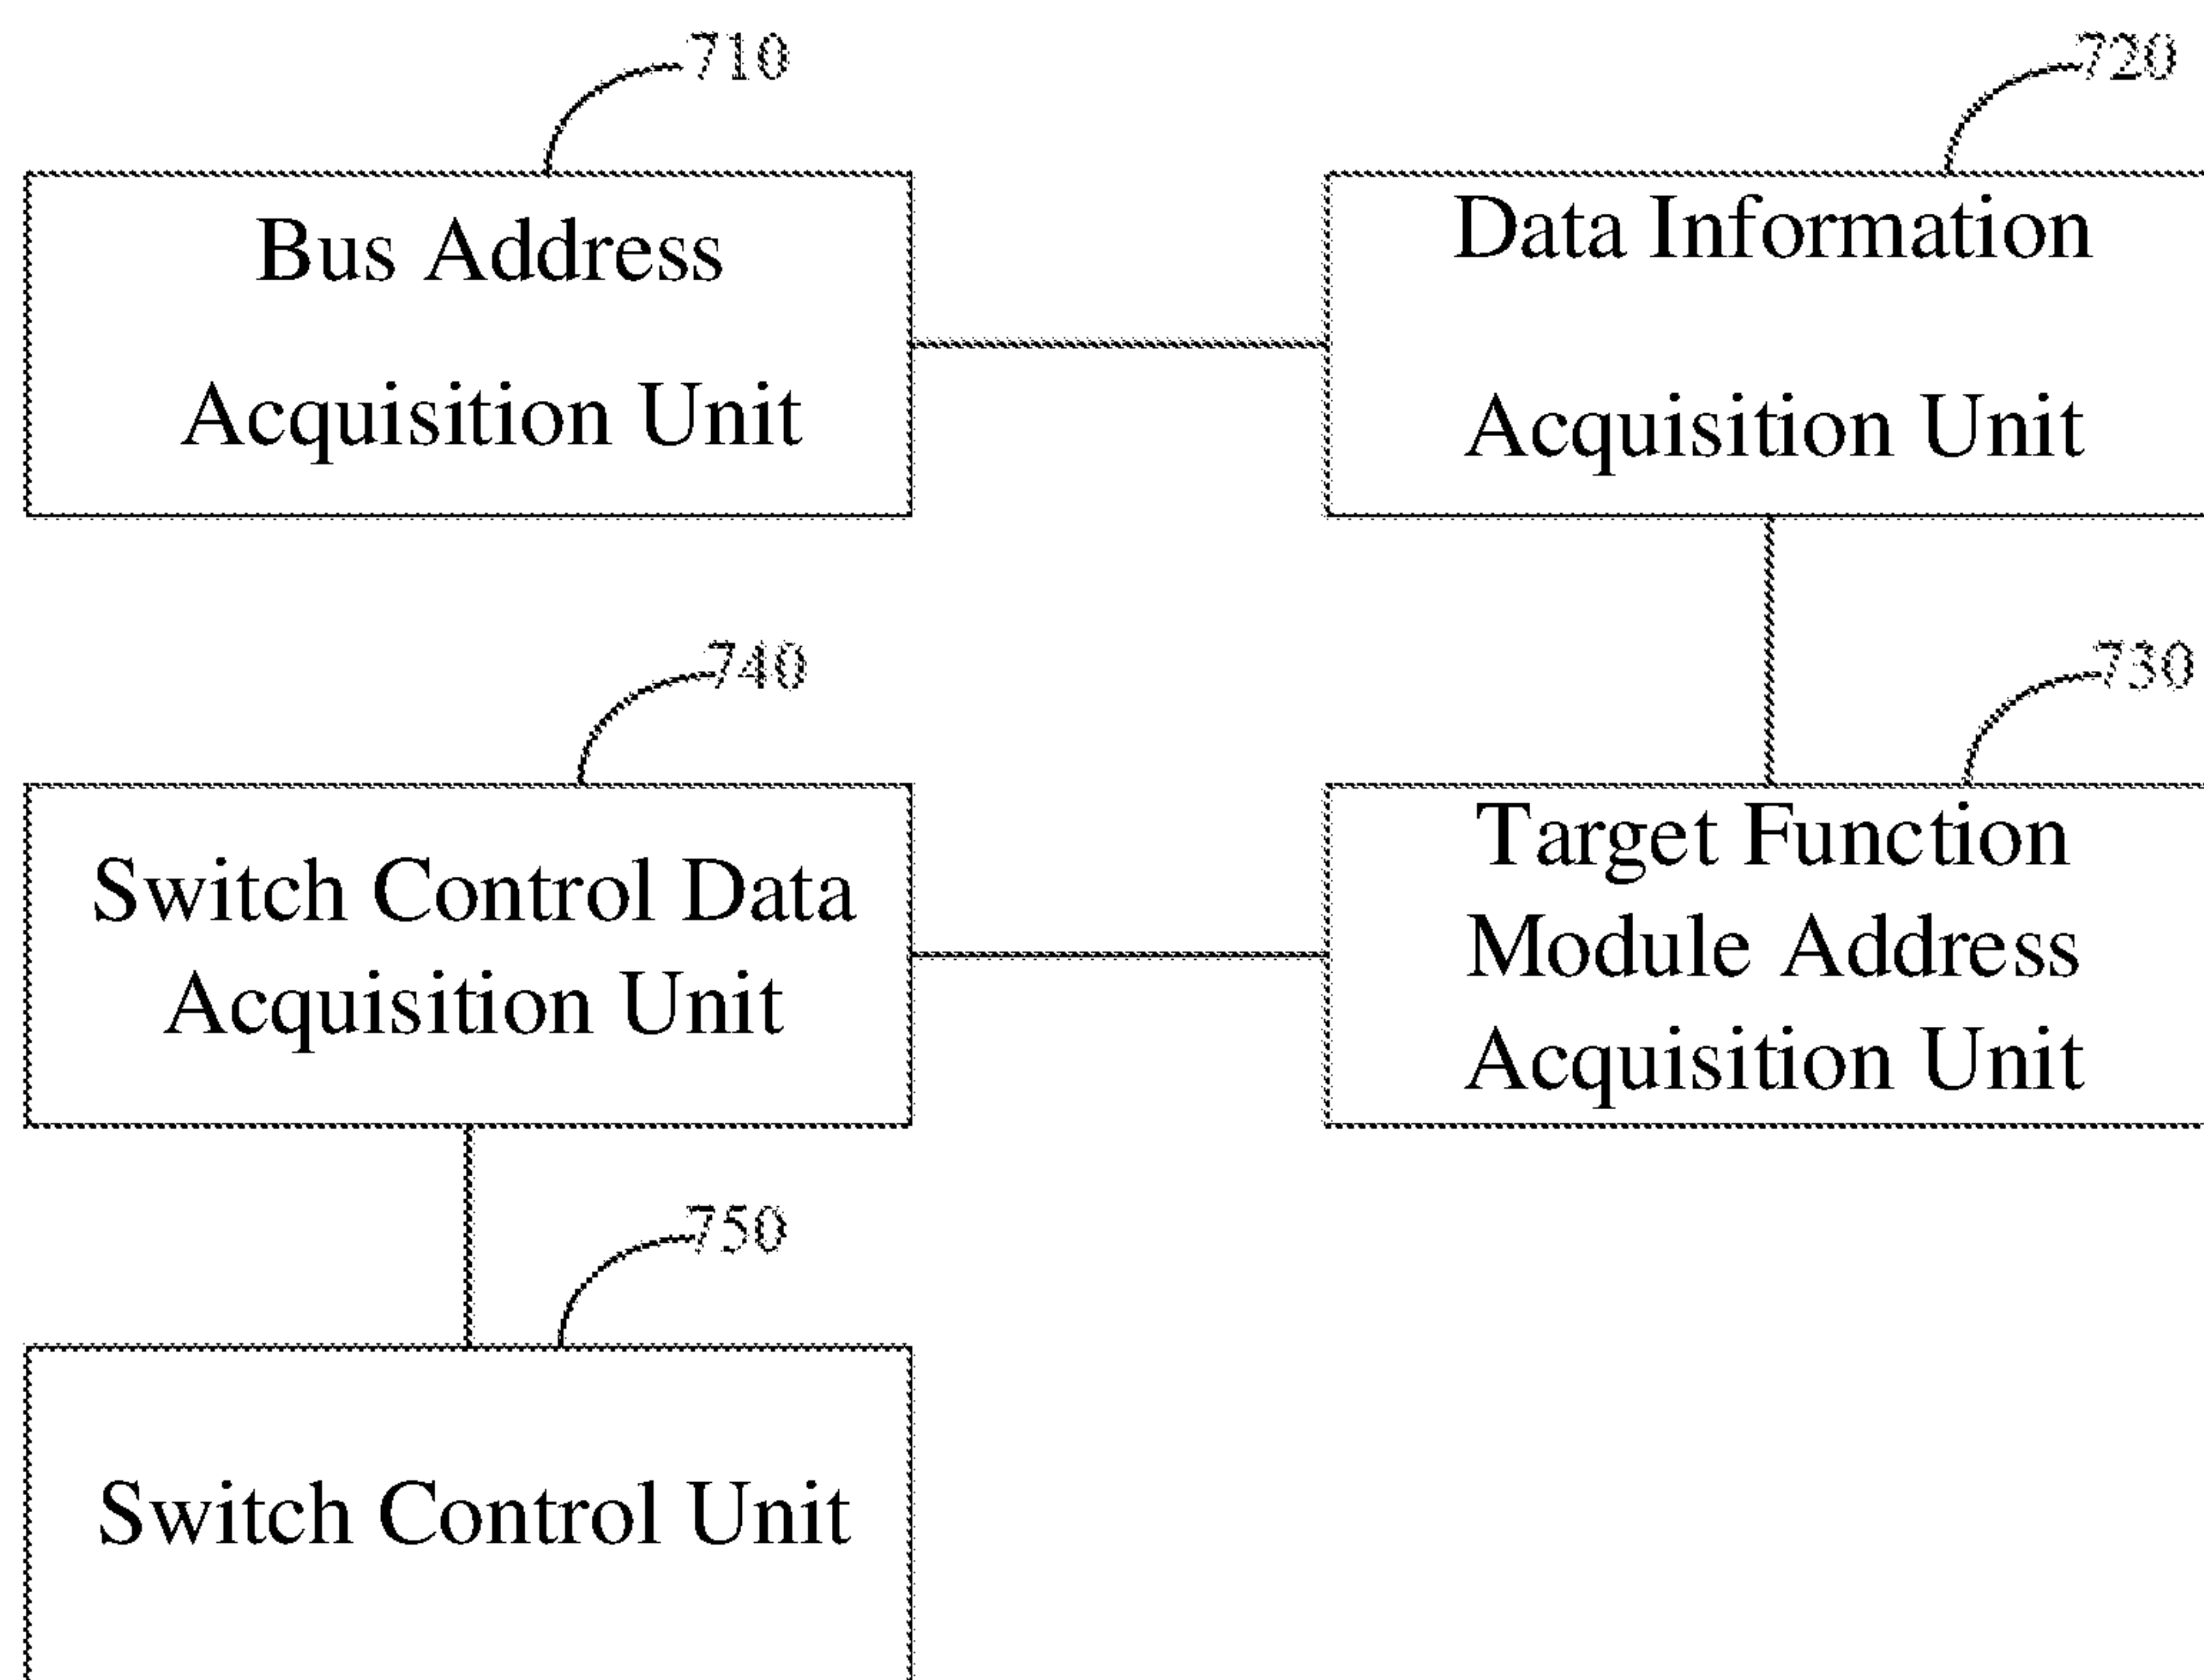 710
Bus Address
Acquisition Unit
720
Data Information
Acquisition Unit
740
Switch Control Data
Acquisition Unit
730
Target Function
Module Address
Acquisition Unit
750
Switch Control Unit